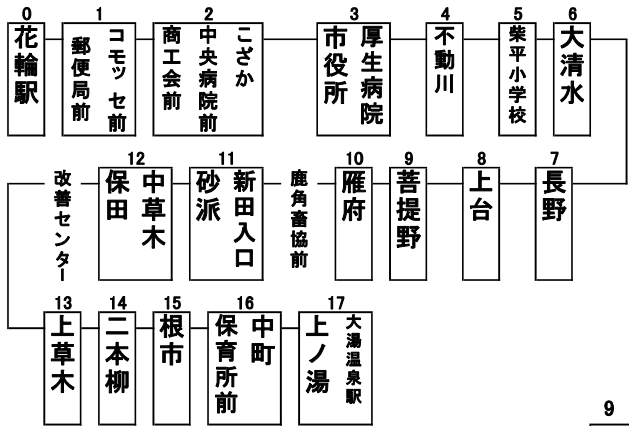 0
花輪駅
1
コモッセ前
郵便局前
2
こざか
中央病院前
商工会前
3
厚生病院
市役所
4
不動川
5
柴平小学校
6
大清水
7
長野
8
上台
9
菩提野
10
雁府
鹿角畜協前
11
新田入口
砂派
12
中草木
保田
改善センター
13
上草木
14
二本柳
15
根市
16
中町
保育所前
17
大湯温泉駅
上ノ湯
9